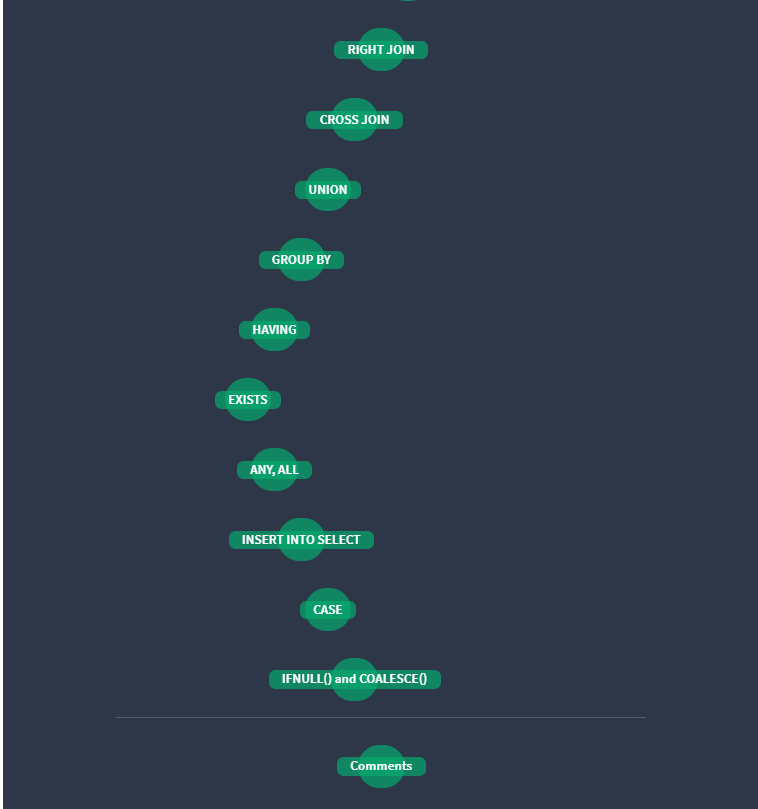 RIGHT JOIN
CROSS JOIN
UNION
GROUP BY
HAVING
EXISTS
ANY, ALL
INSERT INTO SELECT
CASE
IFNULL() and COALESCE()
Comments